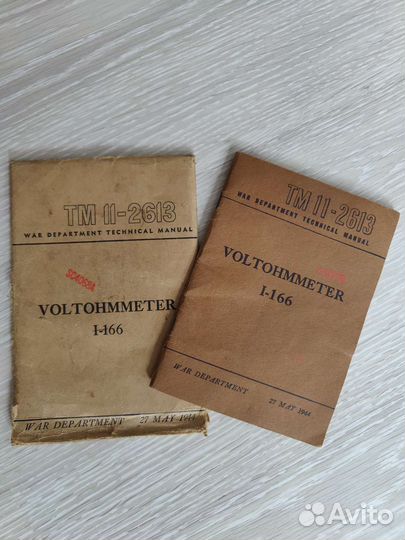 TM 11-2613
WAR DEPARTMENT TECHNICAL MANUAL
SC4068A
VOLTOHMMETER
I-166
WAR DEPARTMENT 27 MAY 1944
TM 11-2613
WAR DEPARTMENT TECHNICAL MANUAL
VOLTOHMMETER
I-166
WAR DEPARTMENT 27 MAY 1944
Avito